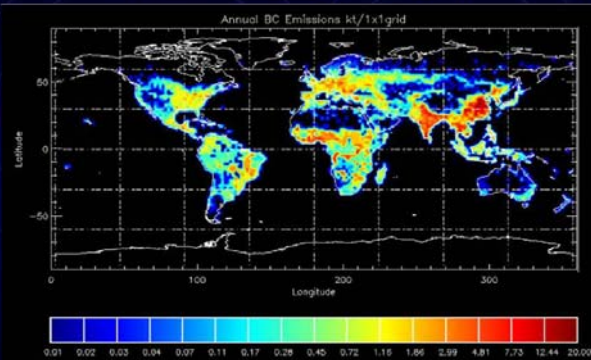 Annual BC Emissions kt/1x1grid
50
0
-50
Latitude
0 100 200 300
Longitude
0.01 0.02 0.03 0.04 0.07 0.11 0.17 0.28 0.45 0.72 1.16 1.86 2.99 4.81 7.73 12.44 20.00